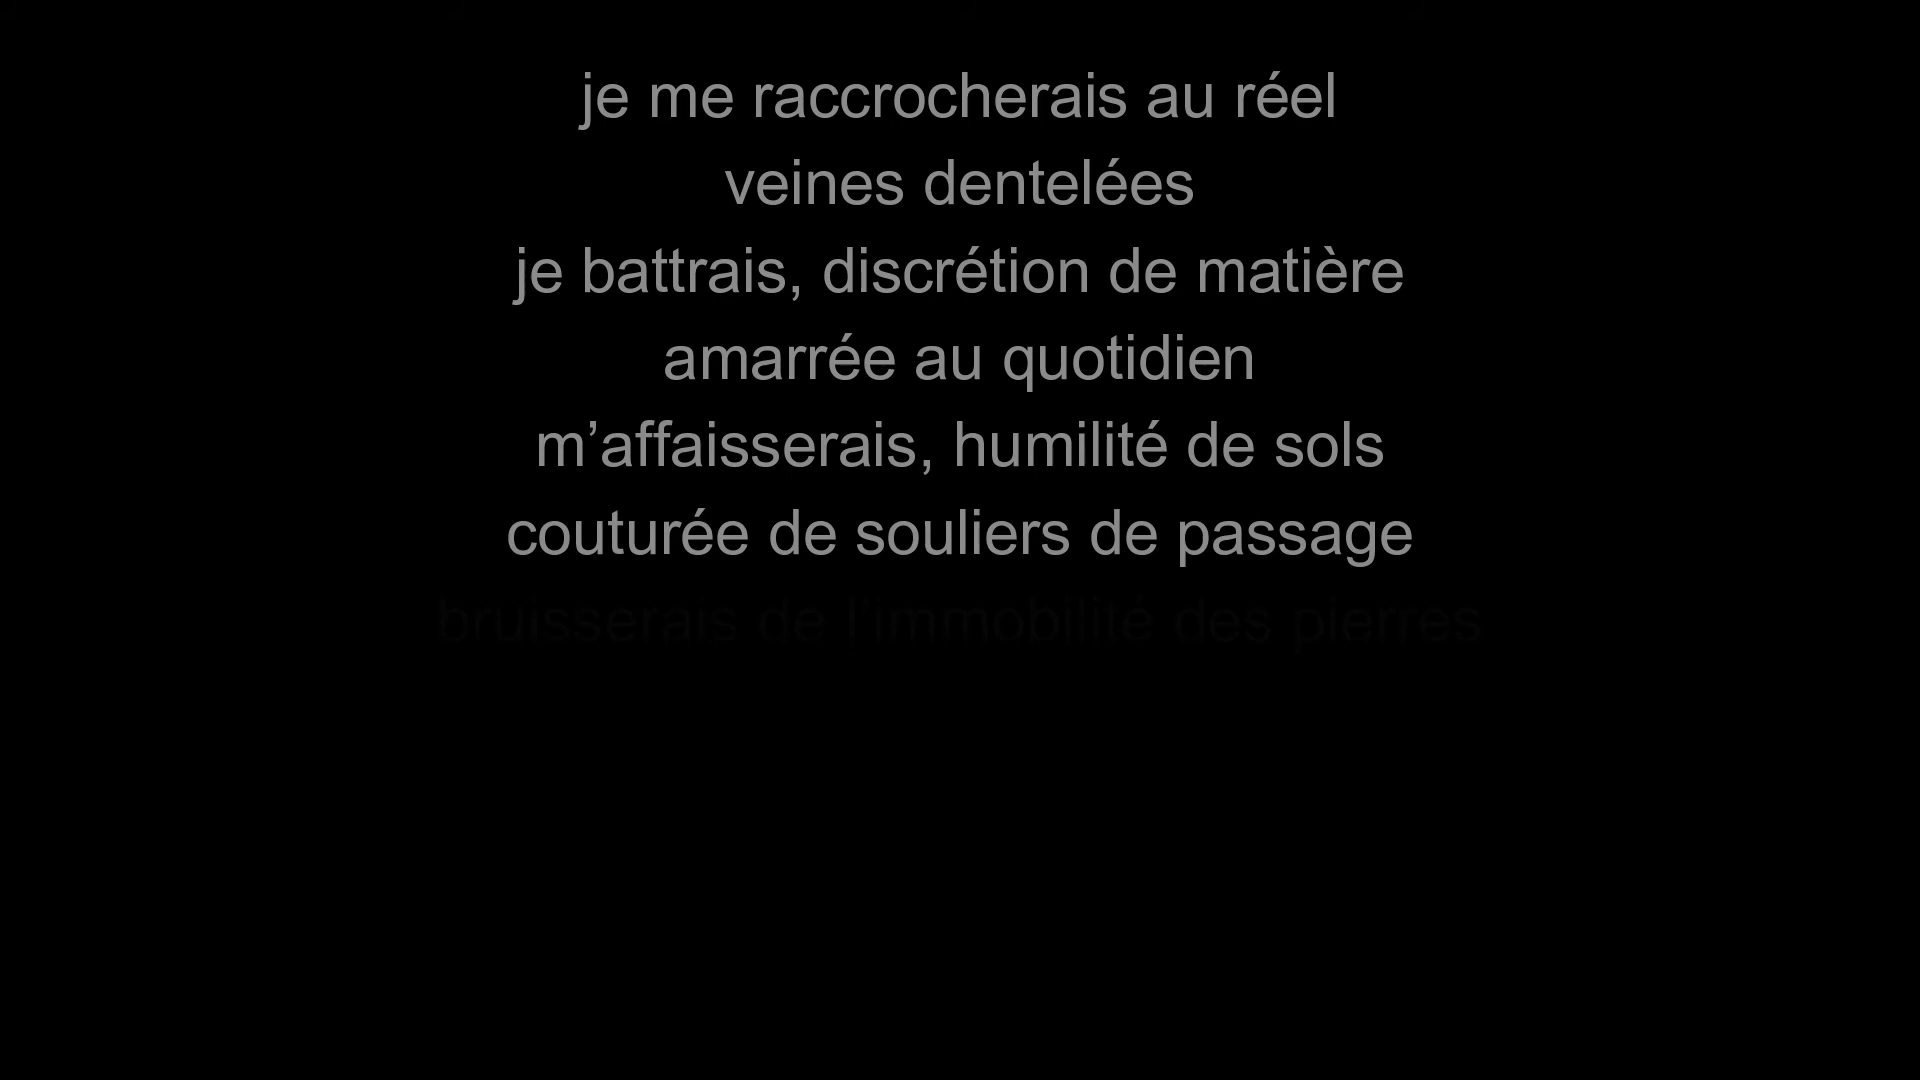 je me raccrocherais au réel
veines dentelées
je battrais, discrétion de matière
amarrée au quotidien
m’affaisserais, humilité de sols
couturée de souliers de passage
bruisserais de l’immobilité des pierres